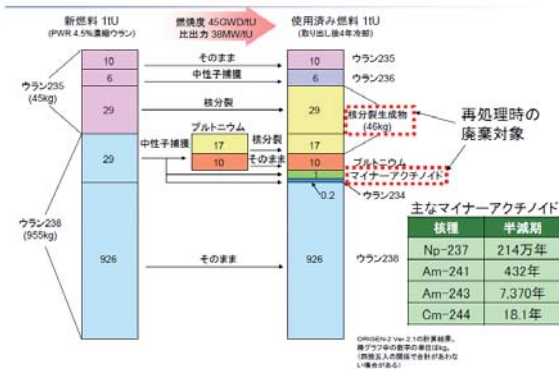 新燃料 1tU
(PWR 4.5%濃縮ウラン)
燃焼度 45GWD/tU
比出力 38MW/tU
使用済み燃料 1tU
(取り出し後4年冷却)
ウラン235
(45kg)
10
6
29
29
926
ウラン238
(955kg)
そのまま
中性子捕獲
核分裂
中性子捕獲
プルトニウム
17
10
核分裂
そのまま
そのまま
10
6
29
17
10
1
0.2
926
ウラン235
ウラン236
核分裂生成物
(46kg)
プルトニウム
マイナーアクチノイド
ウラン234
ウラン238
再処理時の
廃棄対象
主なマイナーアクチノイド
核種 半減期
Np-237 214万年
Am-241 432年
Am-243 7,370年
Cm-244 18.1年
ORIGEN-2 Ver.2.1の計算結果。
棒グラフ中の数字の単位はkg。
(四捨五入の関係で合計があわな
い場合がある)